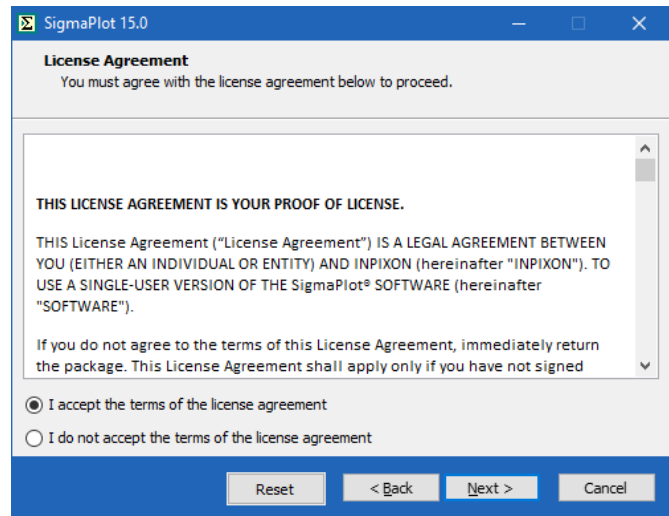 SigmaPlot 15.0
License Agreement
You must agree with the license agreement below to proceed.
THIS LICENSE AGREEMENT IS YOUR PROOF OF LICENSE.
THIS License Agreement (“License Agreement”) IS A LEGAL AGREEMENT BETWEEN
YOU (EITHER AN INDIVIDUAL OR ENTITY) AND INPIXON (hereinafter "INPIXON"). TO
USE A SINGLE-USER VERSION OF THE SigmaPlot® SOFTWARE (hereinafter
"SOFTWARE").
If you do not agree to the terms of this License Agreement, immediately return
the package. This License Agreement shall apply only if you have not signed
I accept the terms of the license agreement
I do not accept the terms of the license agreement
Reset < Back Next > Cancel